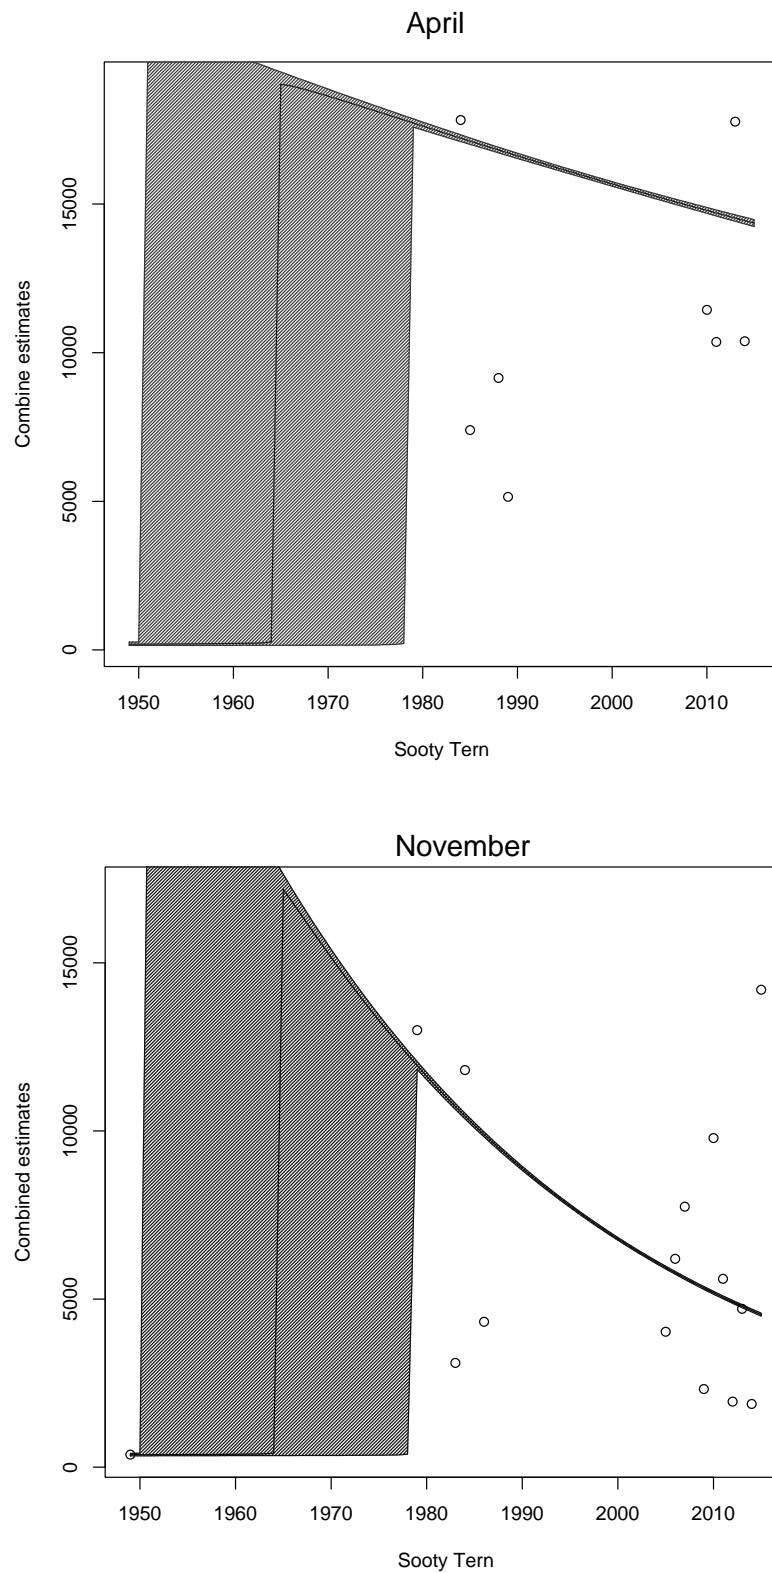 April
15000
10000
5000
0
Combine estimates
1950 1960 1970 1980 1990 2000 2010
Sooty Tern
November
15000
10000
5000
0
Combined estimates
1950 1960 1970 1980 1990 2000 2010
Sooty Tern